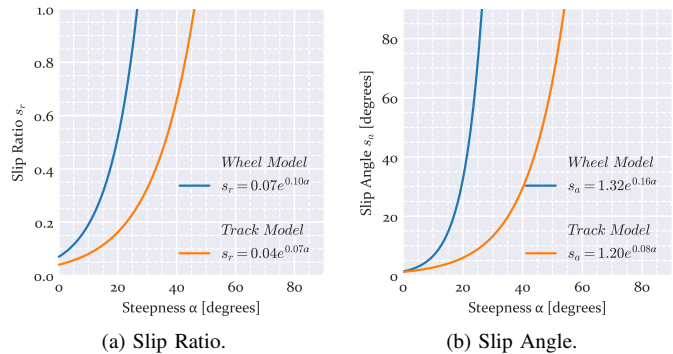 1.0
0.8
0.6
0.4
0.2
0.0
Slip Ratio s_r
Wheel Model
s_r = 0.07e^{0.10α}
Track Model
s_r = 0.04e^{0.07α}
0 20 40 60 80
Steepness α [degrees]
(a) Slip Ratio.
80
60
40
20
0
Slip Angle s_a [degrees]
Wheel Model
s_a = 1.32e^{0.16α}
Track Model
s_a = 1.20e^{0.08α}
0 20 40 60 80
Steepness α [degrees]
(b) Slip Angle.